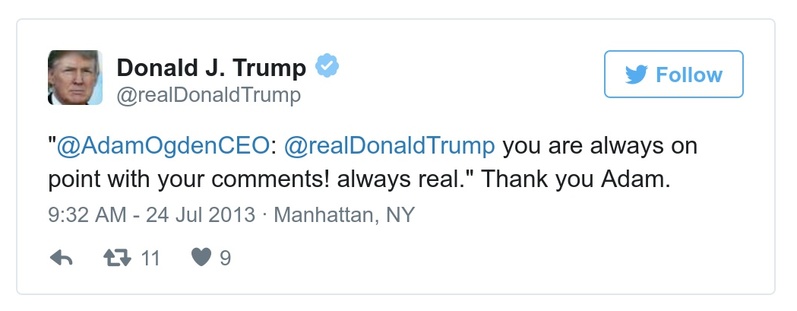 Donald J. Trump
@realDonaldTrump
Follow
"@AdamOgdenCEO: @realDonaldTrump you are always on
point with your comments! always real." Thank you Adam.
9:32 AM - 24 Jul 2013 · Manhattan, NY
11 9